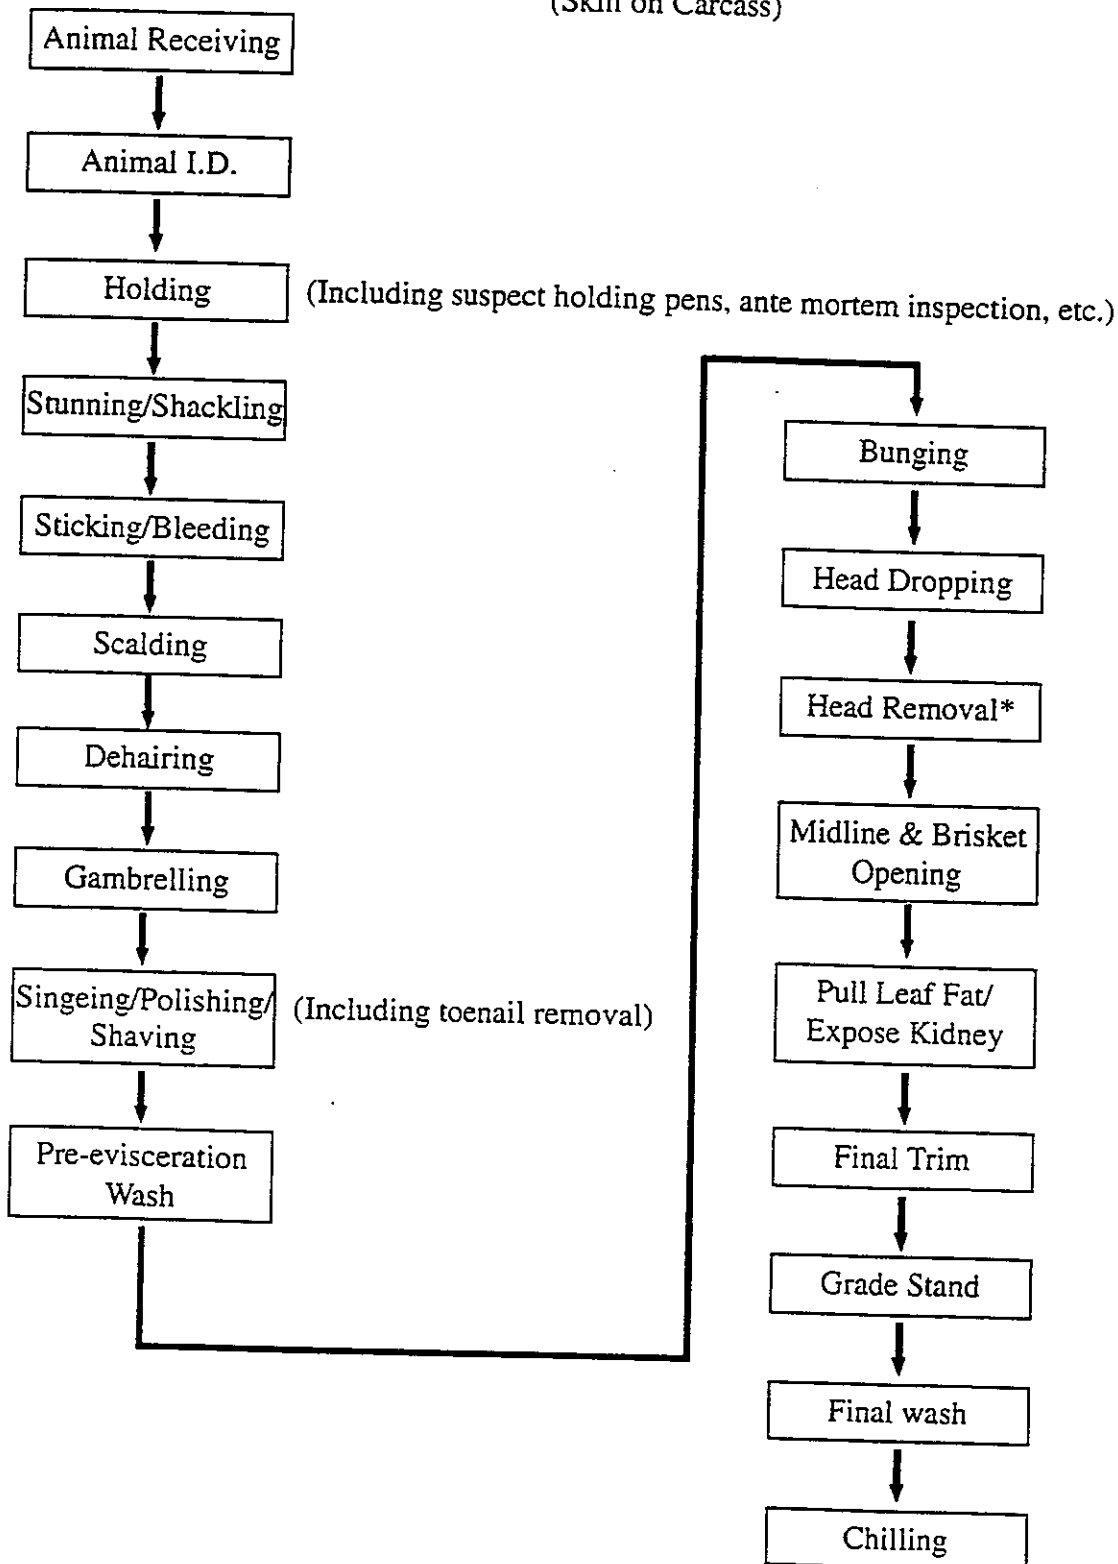 (Skin on Carcass)
Animal Receiving
Animal I.D.
Holding
(Including suspect holding pens, ante mortem inspection, etc.)
Stunning/Shackling
Sticking/Bleeding
Scalding
Dehairing
Gambrelling
Singeing/Polishing/
Shaving
(Including toenail removal)
Pre-evisceration
Wash
Bunging
Head Dropping
Head Removal*
Midline & Brisket
Opening
Pull Leaf Fat/
Expose Kidney
Final Trim
Grade Stand
Final wash
Chilling